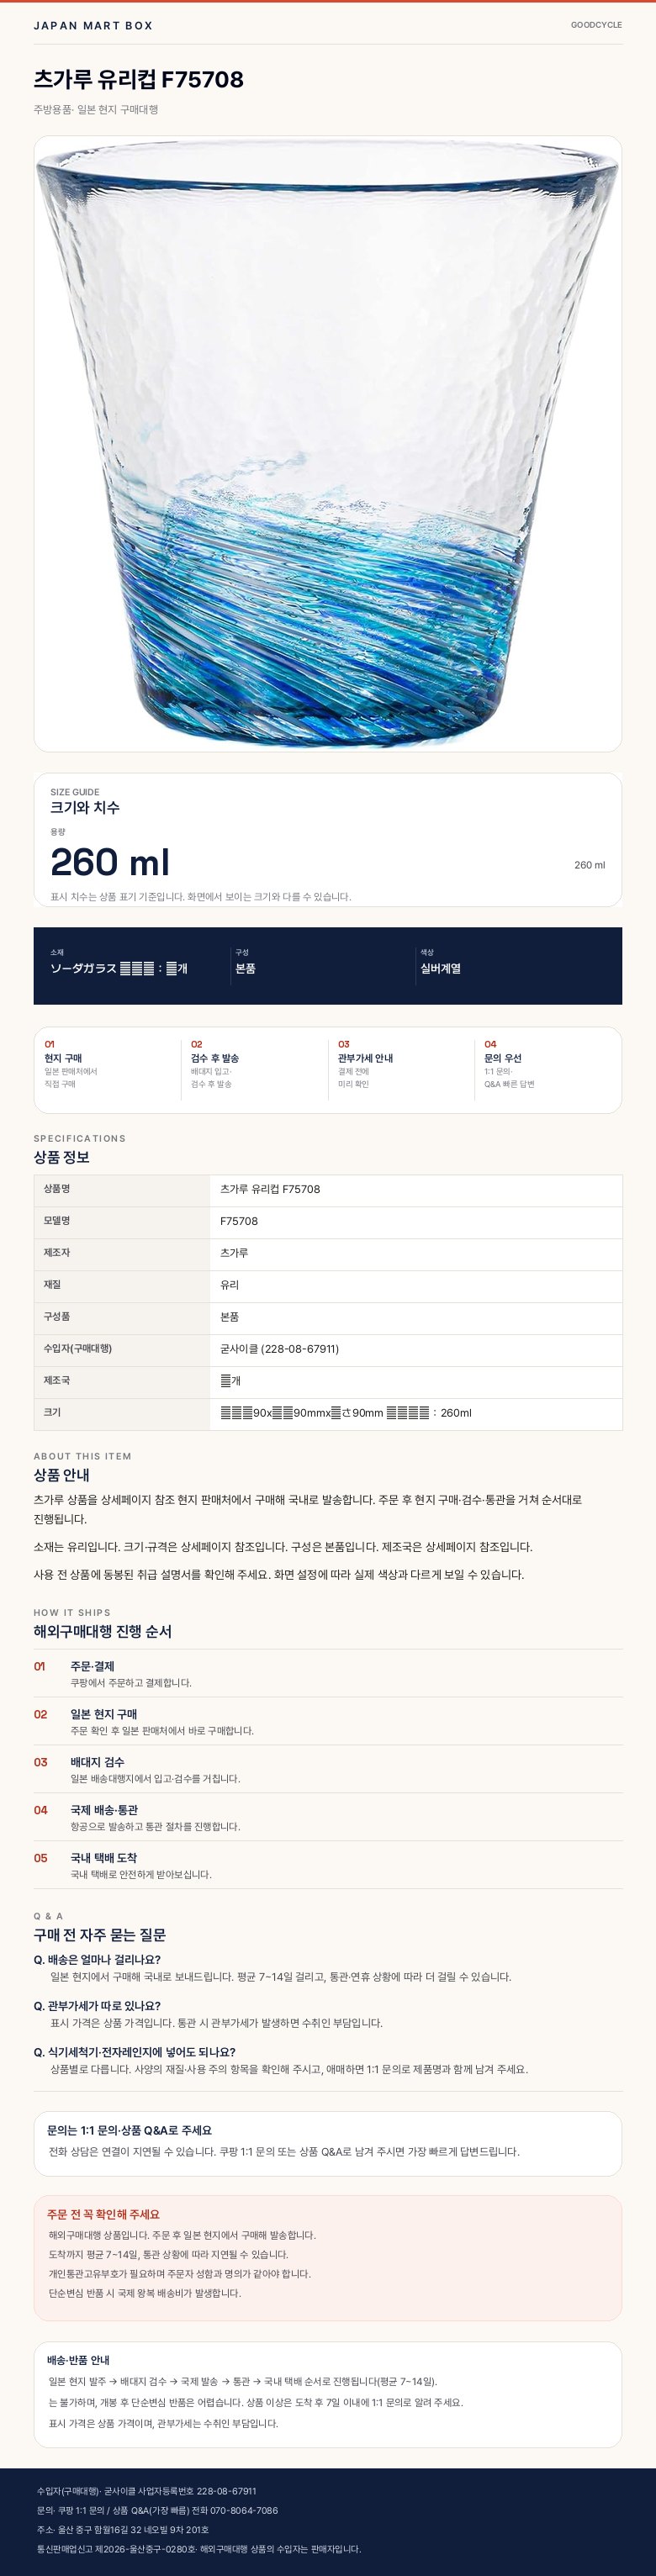 JAPAN MART BOX
GOODCYCLE
츠가루 유리컵 F75708
주방용품· 일본 현지 구매대행
SIZE GUIDE
크기와 치수
용량
260 ml
260 ml
표시 치수는 상품 표기 기준입니다. 화면에서 보이는 크기와 다를 수 있습니다.
소재
ソーダガラス : 개
구성
본품
색상
실버계열
01
현지 구매
일본 판매처에서
직접 구매
02
검수 후 발송
배대지 입고·
검수 후 발송
03
관부가세 안내
결제 전에
미리 확인
04
문의 우선
1:1 문의·
Q&A 빠른 답변
SPECIFICATIONS
상품 정보
상품명
츠가루 유리컵 F75708
모델명
F75708
제조자
츠가루
재질
유리
구성품
본품
수입자(구매대행)
굳사이클 (228-08-67911)
제조국
개
크기
90x 90mmx さ90mm : 260ml
ABOUT THIS ITEM
상품 안내
츠가루 상품을 상세페이지 참조 현지 판매처에서 구매해 국내로 발송합니다. 주문 후 현지 구매·검수·통관을 거쳐 순서대로
진행됩니다.
소재는 유리입니다. 크기·규격은 상세페이지 참조입니다. 구성은 본품입니다. 제조국은 상세페이지 참조입니다.
사용 전 상품에 동봉된 취급 설명서를 확인해 주세요. 화면 설정에 따라 실제 색상과 다르게 보일 수 있습니다.
HOW IT SHIPS
해외구매대행 진행 순서
01
주문·결제
쿠팡에서 주문하고 결제합니다.
02
일본 현지 구매
주문 확인 후 일본 판매처에서 바로 구매합니다.
03
배대지 검수
일본 배송대행지에서 입고·검수를 거칩니다.
04
국제 배송·통관
항공으로 발송하고 통관 절차를 진행합니다.
05
국내 택배 도착
국내 택배로 안전하게 받아보십니다.
Q & A
구매 전 자주 묻는 질문
Q. 배송은 얼마나 걸리나요?
일본 현지에서 구매해 국내로 보내드립니다. 평균 7~14일 걸리고, 통관·연휴 상황에 따라 더 걸릴 수 있습니다.
Q. 관부가세가 따로 있나요?
표시 가격은 상품 가격입니다. 통관 시 관부가세가 발생하면 수취인 부담입니다.
Q. 식기세척기·전자레인지에 넣어도 되나요?
상품별로 다릅니다. 사양의 재질·사용 주의 항목을 확인해 주시고, 애매하면 1:1 문의로 제품명과 함께 남겨 주세요.
문의는 1:1 문의·상품 Q&A로 주세요
전화 상담은 연결이 지연될 수 있습니다. 쿠팡 1:1 문의 또는 상품 Q&A로 남겨 주시면 가장 빠르게 답변드립니다.
주문 전 꼭 확인해 주세요
해외구매대행 상품입니다. 주문 후 일본 현지에서 구매해 발송합니다.
도착까지 평균 7~14일, 통관 상황에 따라 지연될 수 있습니다.
개인통관고유부호가 필요하며 주문자 성함과 명의가 같아야 합니다.
단순변심 반품 시 국제 왕복 배송비가 발생합니다.
배송·반품 안내
일본 현지 발주 → 배대지 검수 → 국제 발송 → 통관 → 국내 택배 순서로 진행됩니다(평균 7~14일).
는 불가하며, 개봉 후 단순변심 반품은 어렵습니다. 상품 이상은 도착 후 7일 이내에 1:1 문의로 알려 주세요.
표시 가격은 상품 가격이며, 관부가세는 수취인 부담입니다.
수입자(구매대행)· 굳사이클 사업자등록번호 228-08-67911
문의· 쿠팡 1:1 문의 / 상품 Q&A(가장 빠름) 전화 070-8064-7086
주소· 울산 중구 함월16길 32 네오빌 9차 201호
통신판매업신고 제2026-울산중구-0280호· 해외구매대행 상품의 수입자는 판매자입니다.